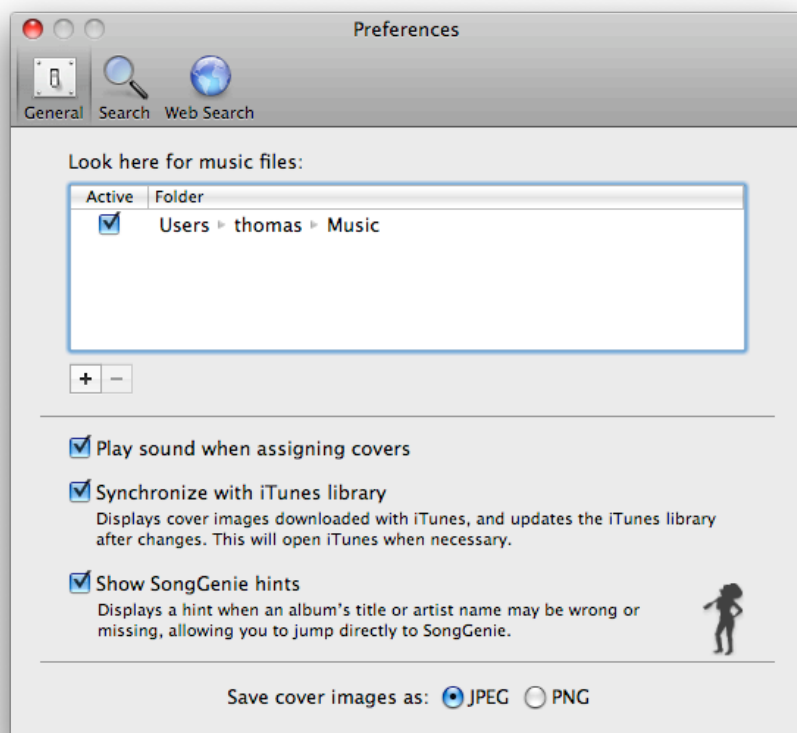 Preferences
General Search Web Search
Look here for music files:
Active Folder
Users ▸ thomas ▸ Music
+ −
Play sound when assigning covers
Synchronize with iTunes library
Displays cover images downloaded with iTunes, and updates the iTunes library
after changes. This will open iTunes when necessary.
Show SongGenie hints
Displays a hint when an album's title or artist name may be wrong or
missing, allowing you to jump directly to SongGenie.
Save cover images as: JPEG PNG